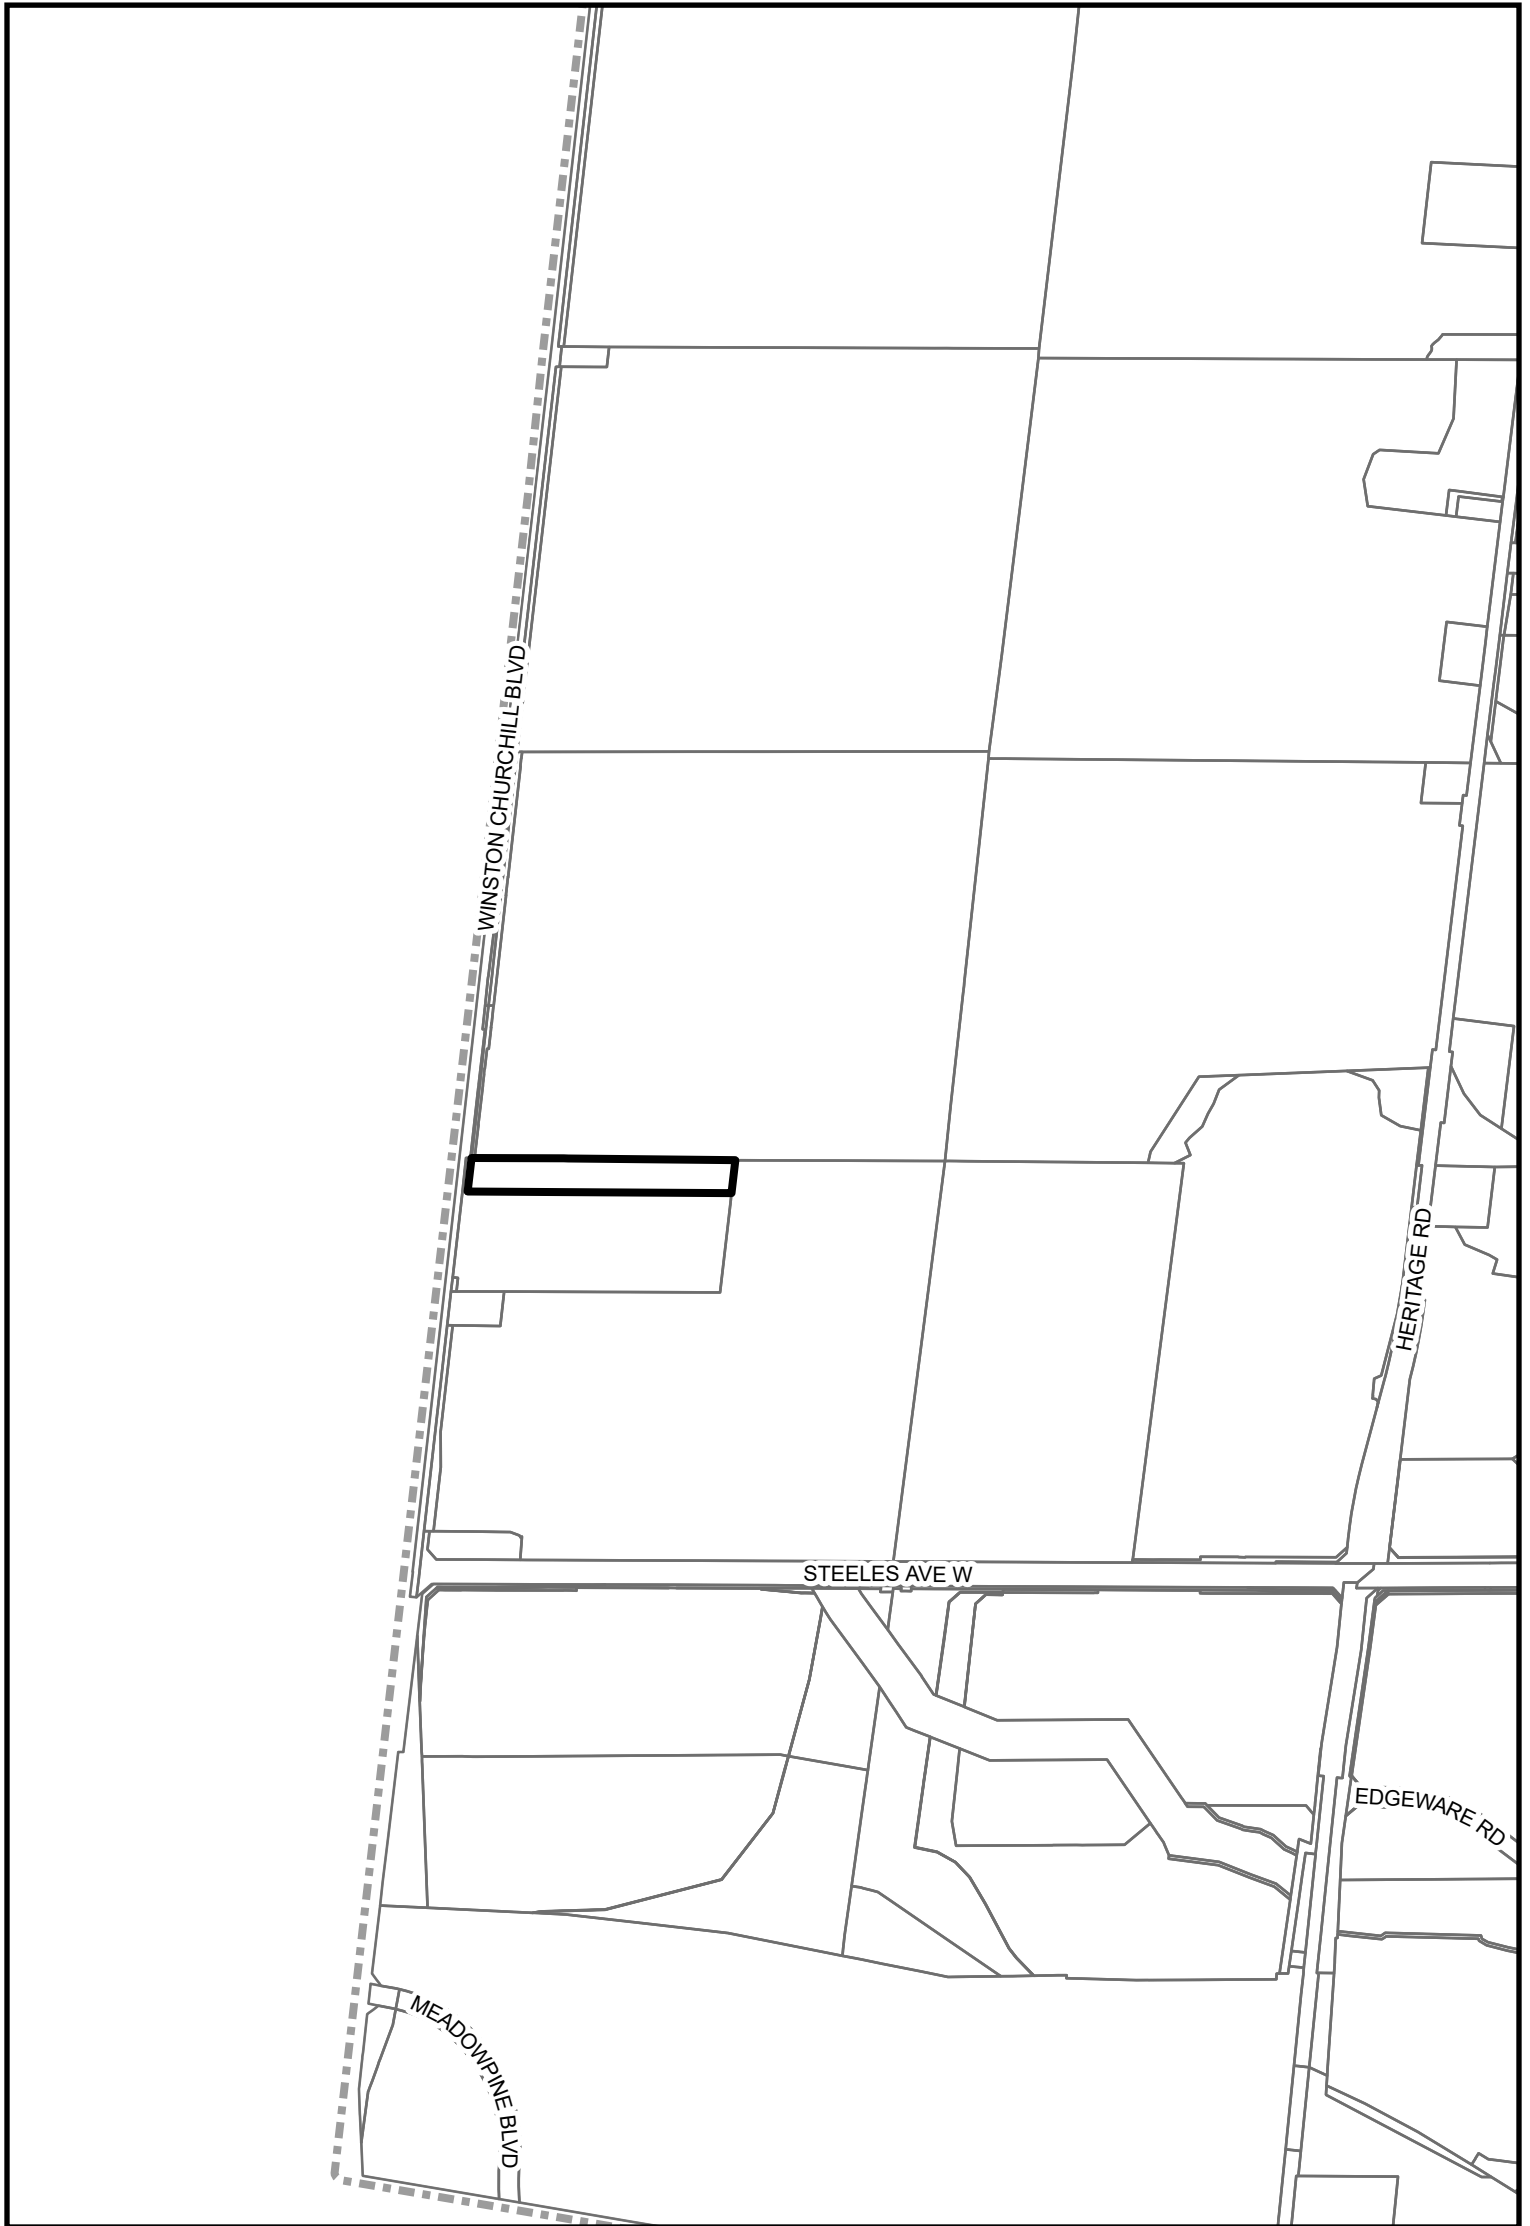 WINSTON CHURCHILL BLVD
HERITAGE RD
STEELES AVE W
EDGEWARE RD
MEADOWPINE BLVD